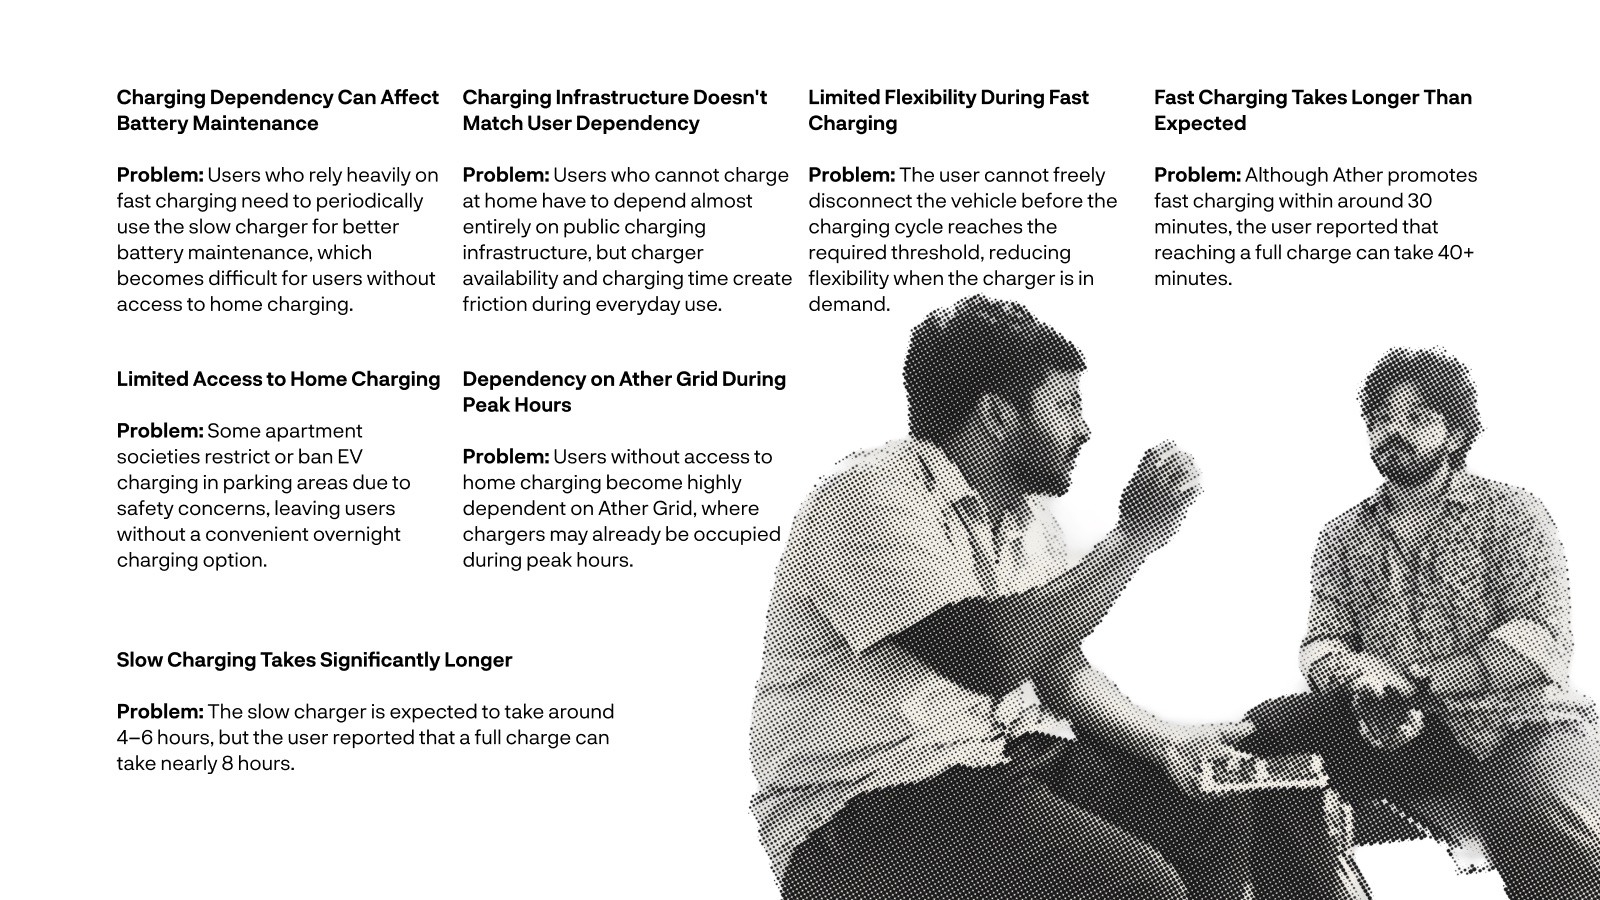 Charging Dependency Can Affect
Battery Maintenance
Problem: Users who rely heavily on
fast charging need to periodically
use the slow charger for better
battery maintenance, which
becomes difficult for users without
access to home charging.
Charging Infrastructure Doesn't
Match User Dependency
Problem: Users who cannot charge
at home have to depend almost
entirely on public charging
infrastructure, but charger
availability and charging time create
friction during everyday use.
Limited Flexibility During Fast
Charging
Problem: The user cannot freely
disconnect the vehicle before the
charging cycle reaches the
required threshold, reducing
flexibility when the charger is in
demand.
Fast Charging Takes Longer Than
Expected
Problem: Although Ather promotes
fast charging within around 30
minutes, the user reported that
reaching a full charge can take 40+
minutes.
Limited Access to Home Charging
Problem: Some apartment
societies restrict or ban EV
charging in parking areas due to
safety concerns, leaving users
without a convenient overnight
charging option.
Dependency on Ather Grid During
Peak Hours
Problem: Users without access to
home charging become highly
dependent on Ather Grid, where
chargers may already be occupied
during peak hours.
Slow Charging Takes Significantly Longer
Problem: The slow charger is expected to take around
4–6 hours, but the user reported that a full charge can
take nearly 8 hours.